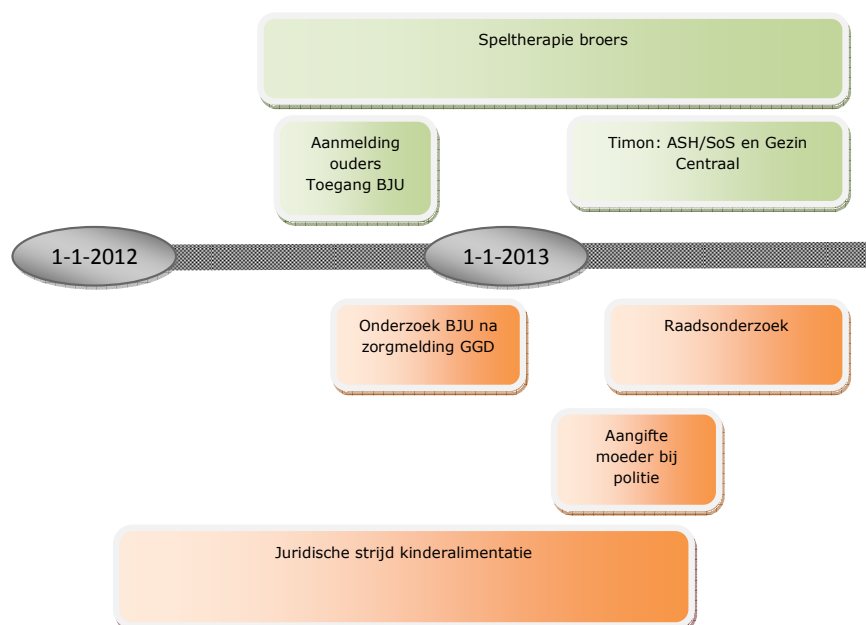 Speltherapie broers
Aanmelding
ouders
Toegang BJU
Timon: ASH/SoS en Gezin
Centraal
1-1-2012
1-1-2013
Onderzoek BJU na
zorgmelding GGD
Raadsonderzoek
Aangifte
moeder bij
politie
Juridische strijd kinderalimentatie